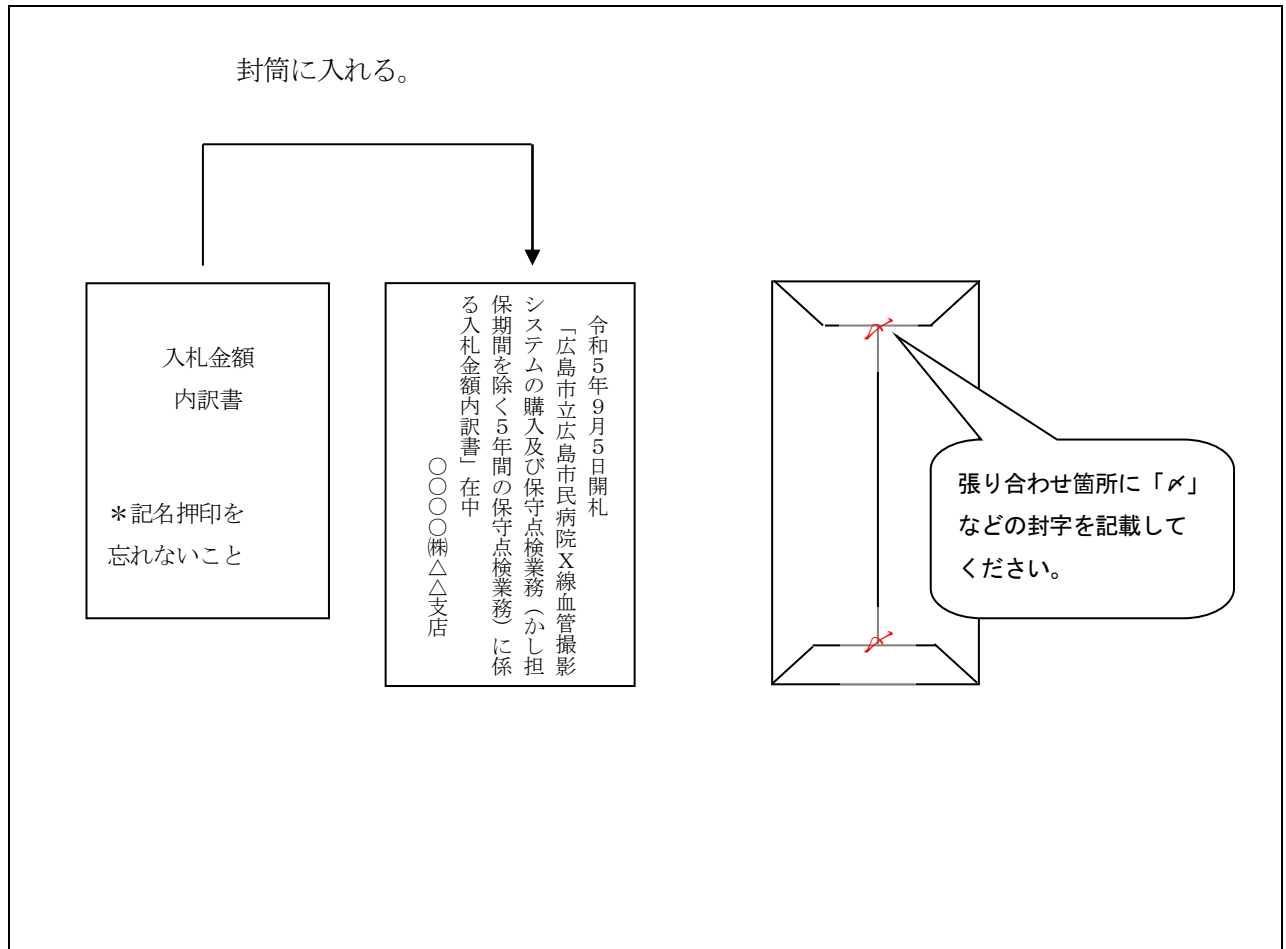 封筒に入れる。
入札金額
内訳書
＊記名押印を
忘れないこと
令和５年９月５日開札
「広島市立広島市民病院Ｘ線血管撮影
システムの購入及び保守点検業務（かし担
保期間を除く５年間の保守点検業務）に係
る入札金額内訳書」在中
〇〇〇〇㈱△△支店
〆
張り合わせ箇所に「〆」
などの封字を記載して
ください。
〆